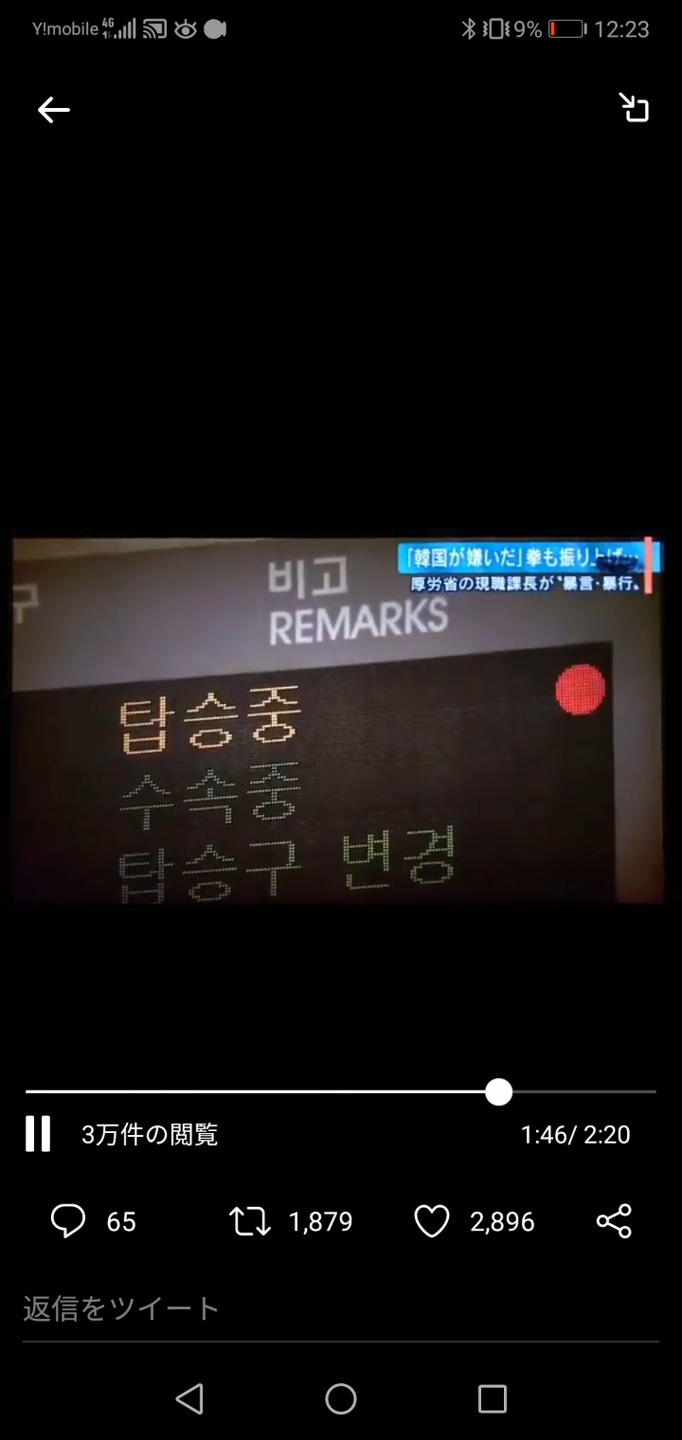 Y!mobile 4G 9% 12:23
「韓国が嫌いだ」拳も振り上げ…
厚労省の現職課長が“暴言・暴行„
구
비고
REMARKS
탑승중
수속중
탑승구 변경
3万件の閲覧
1:46/ 2:20
65 1,879 2,896
返信をツイート